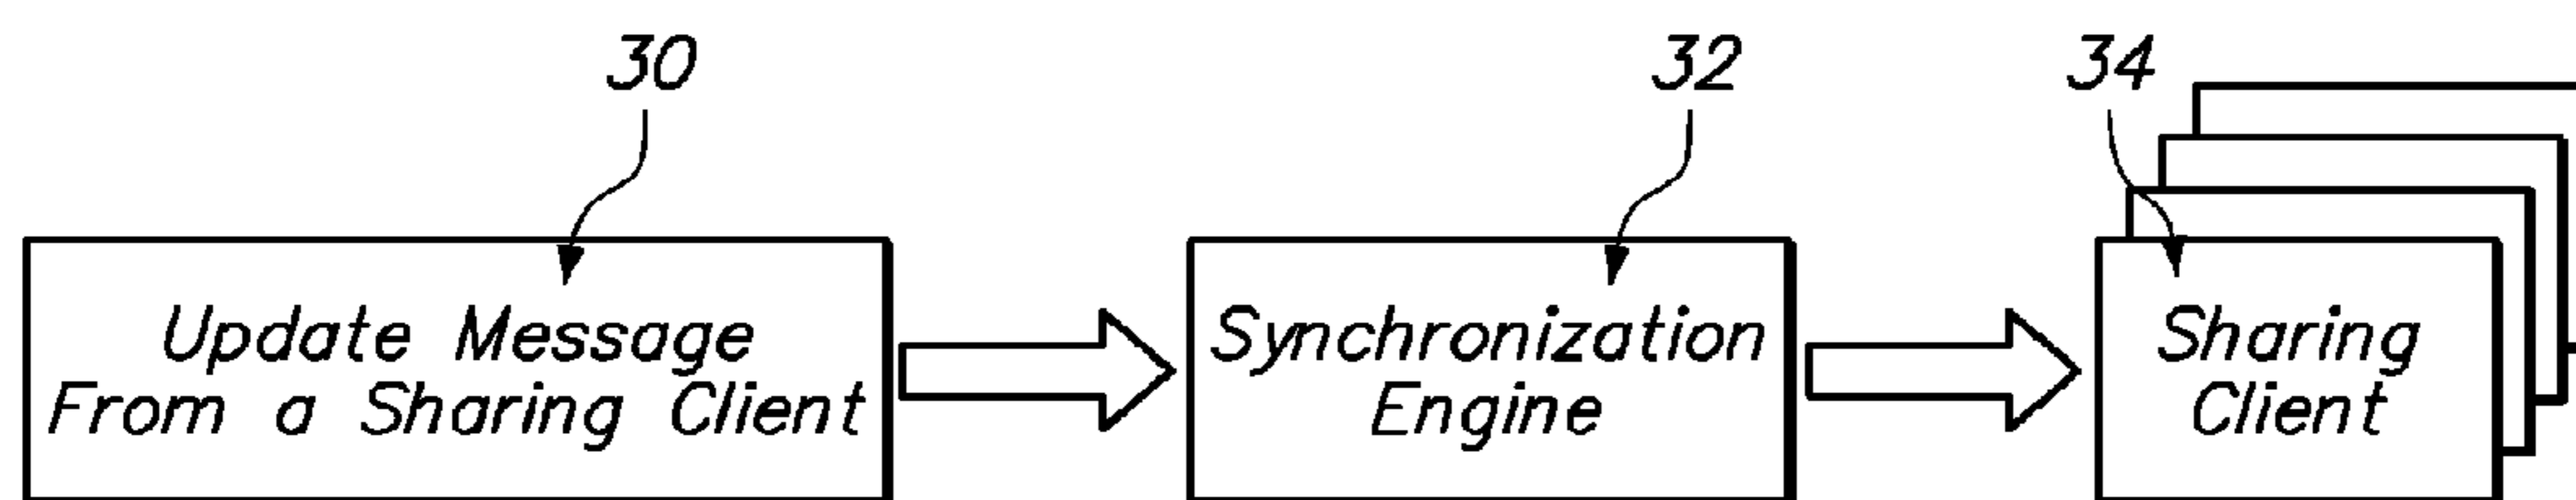 30
32
34
Update Message
From a Sharing Client
Synchronization
Engine
Sharing
Client